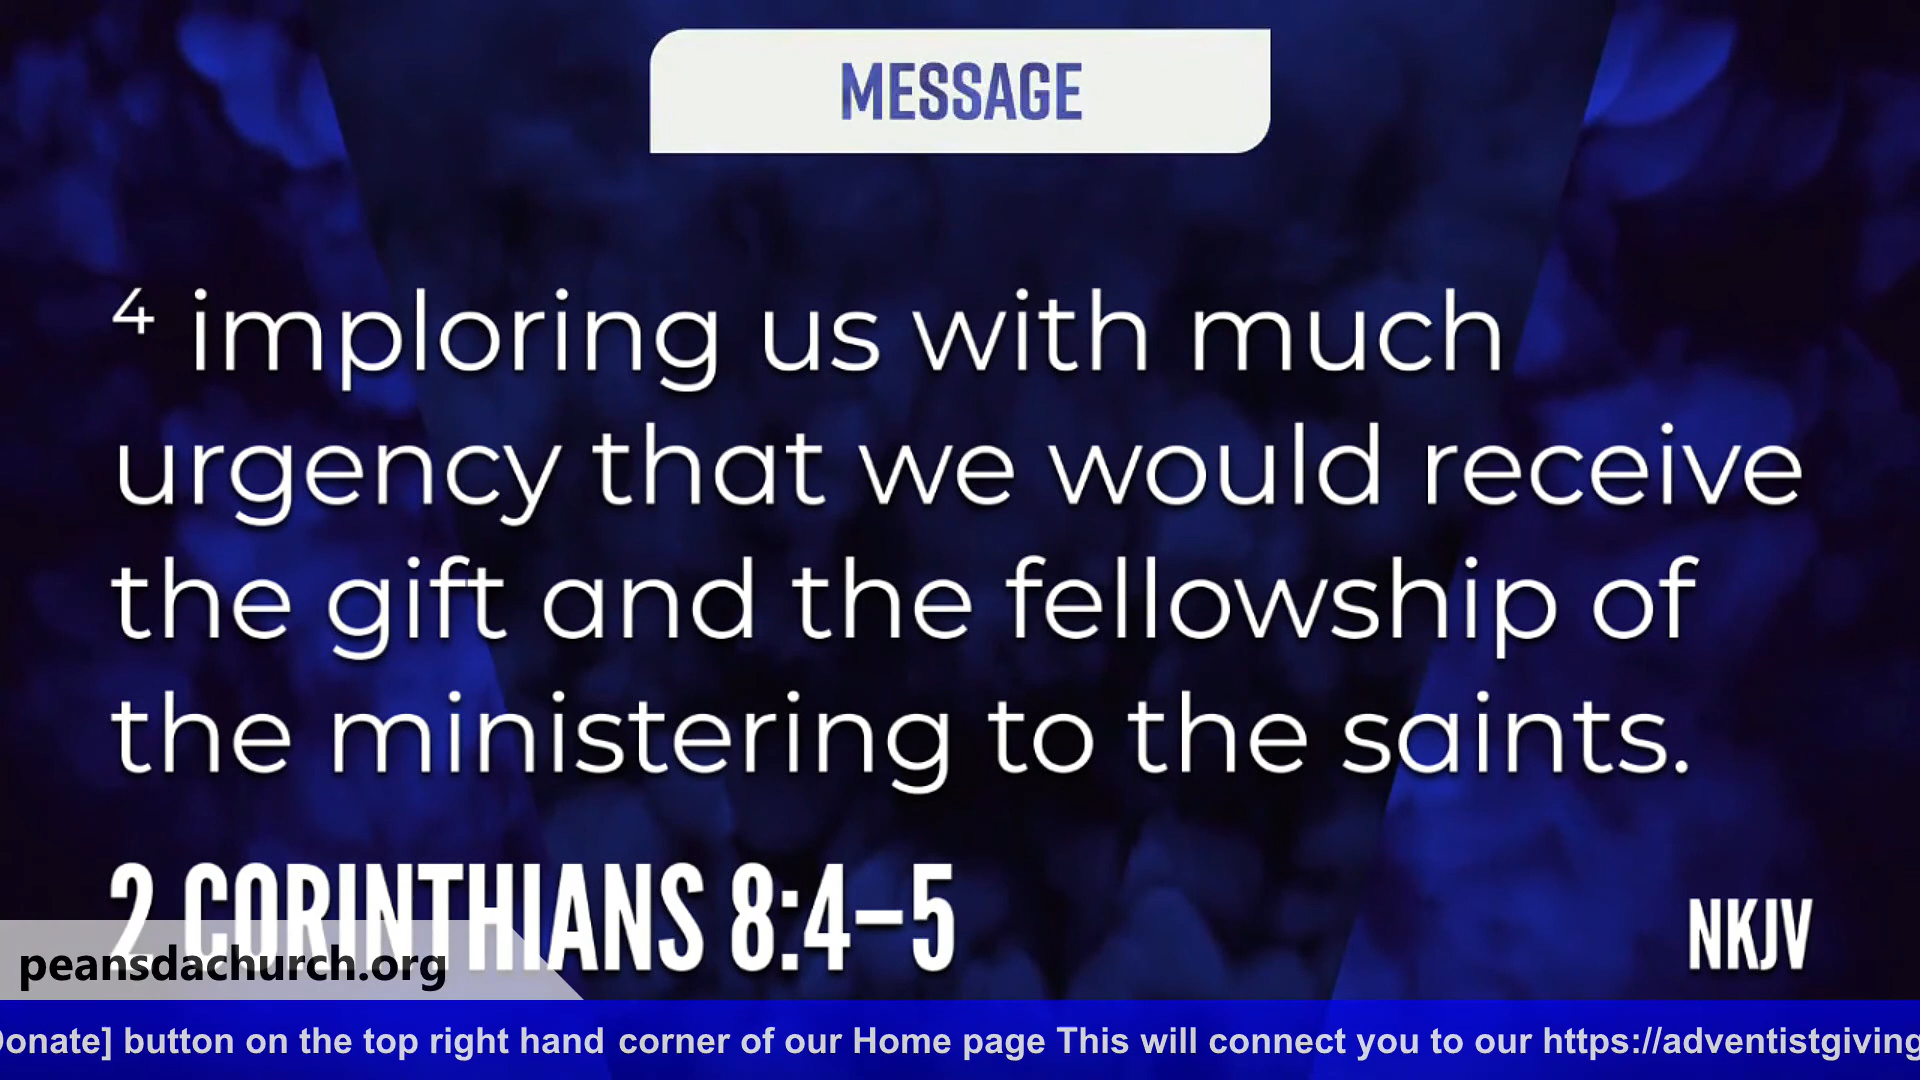 MESSAGE
4 imploring us with much
urgency that we would receive
the gift and the fellowship of
the ministering to the saints.
2 CORINTHIANS 8:4–5
NKJV
peansdachurch.org
onate] button on the top right hand corner of our Home page This will connect you to our https://adventistgiving